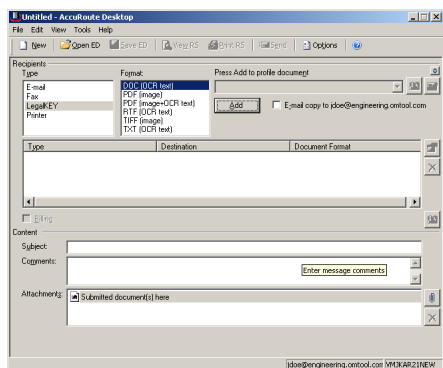 Untitled - AccuRoute Desktop
File Edit View Tools Help
New Open ED Save ED View RS Print RS Send Options
Recipients
Type Format: Press Add to profile document
E-mail
Fax
LegalKEY
Printer
DOC (OCR text)
PDF (image)
PDF (image+OCR text)
RTF (OCR text)
TIFF (image)
TXT (OCR text)
Add E-mail copy to jdoe@engineering.omtool.com
Type Destination Document Format
Billing
Content
Subject:
Comments:
Enter message comments
Attachments: Submitted document(s) here
jdoe@engineering.omtool.com VMJKAR21NEW